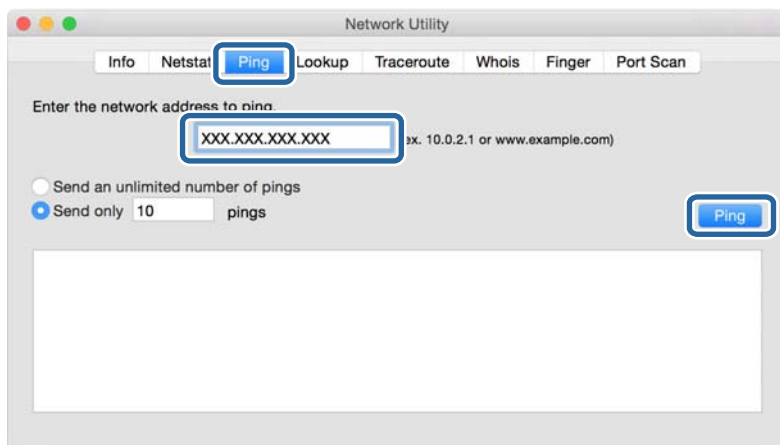 Network Utility
Info Netstat Ping Lookup Traceroute Whois Finger Port Scan
Enter the network address to ping.
XXX.XXX.XXX.XXX ex. 10.0.2.1 or www.example.com)
Send an unlimited number of pings
Send only 10 pings
Ping